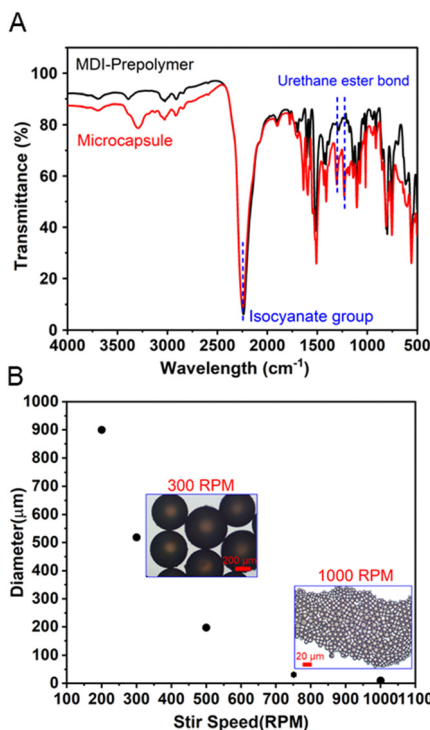 A
MDI-Prepolymer
Microcapsule
Urethane ester bond
Isocyanate group
Transmittance (%)
100
80
60
40
20
0
4000 3500 3000 2500 2000 1500 1000 500
Wavelength (cm-1)
B
Diameter(μm)
1000
900
800
700
600
500
400
300
200
100
0
300 RPM
200 μm
1000 RPM
20 μm
100 200 300 400 500 600 700 800 900 1000 1100
Stir Speed(RPM)